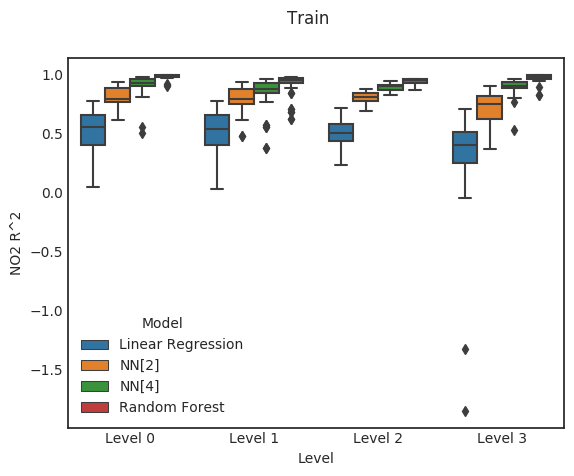 Train
1.0
0.5
0.0
−0.5
−1.0
−1.5
NO2 R^2
Model
Linear Regression
NN[2]
NN[4]
Random Forest
Level 0 Level 1 Level 2 Level 3
Level